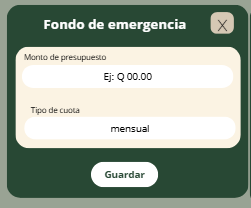 Fondo de emergencia
X
Monto de presupuesto
Ej: Q 00.00
Tipo de cuota
mensual
Guardar